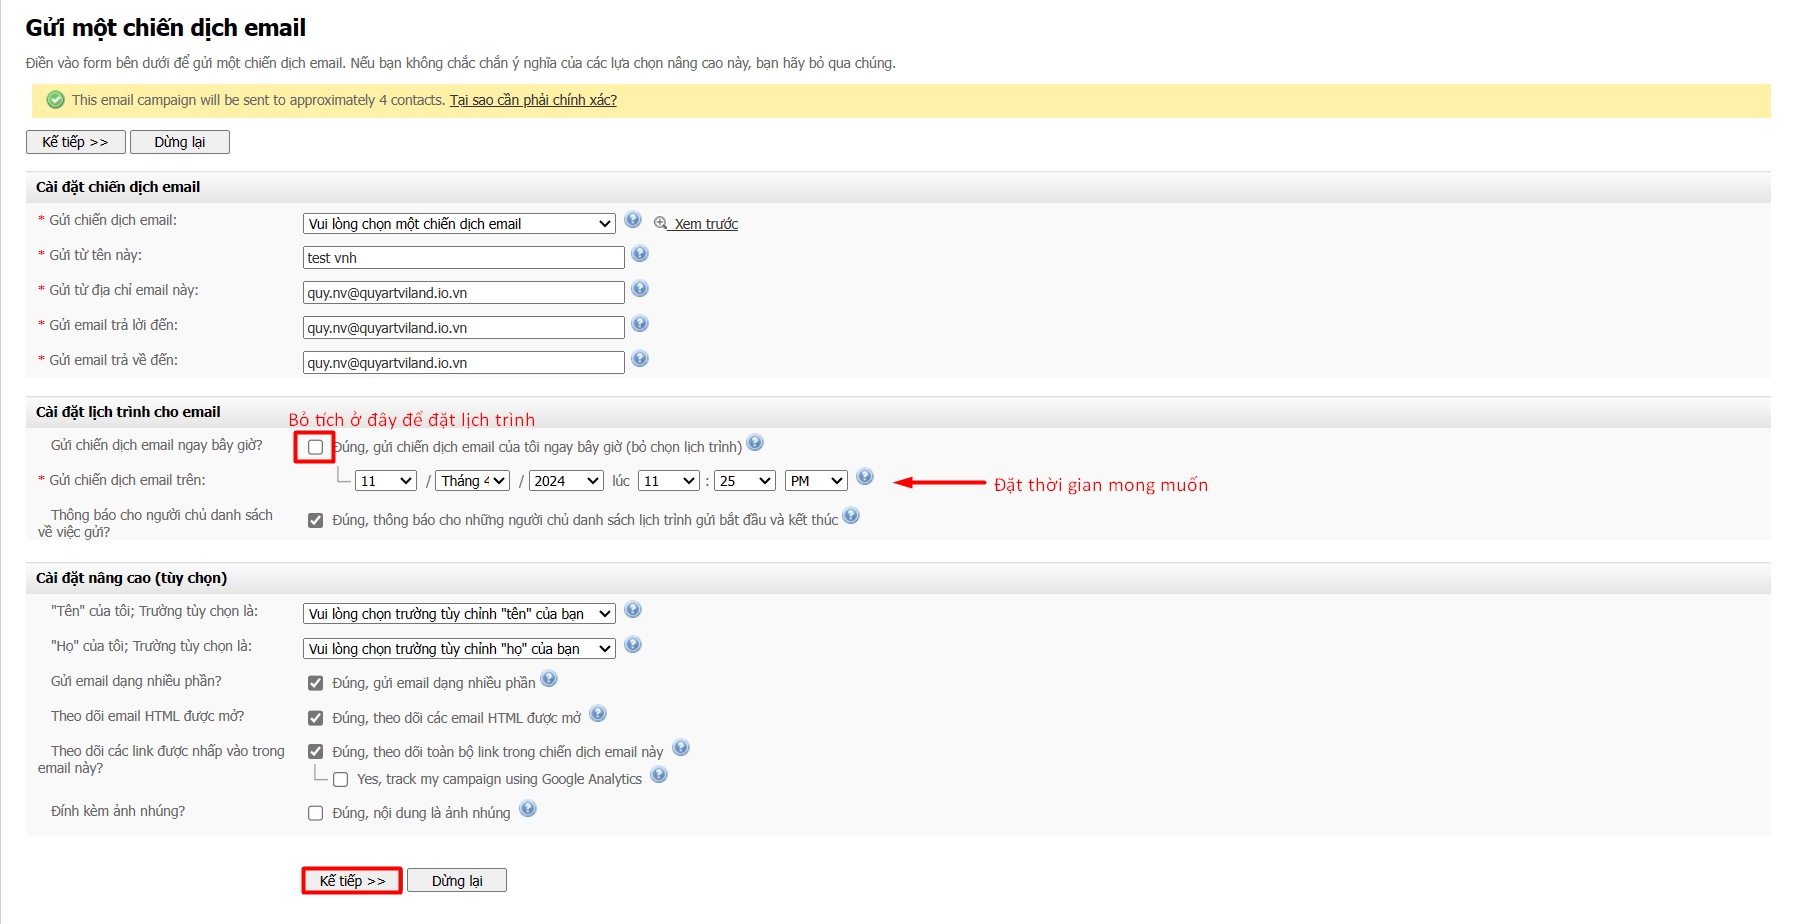 Gửi một chiến dịch email
Điền vào form bên dưới để gửi một chiến dịch email. Nếu bạn không chắc chắn ý nghĩa của các lựa chọn nâng cao này, bạn hãy bỏ qua chúng.
This email campaign will be sent to approximately 4 contacts. Tại sao cần phải chính xác?
Kế tiếp >> Dừng lại
Cài đặt chiến dịch email
* Gửi chiến dịch email: Vui lòng chọn một chiến dịch email Xem trước
* Gửi từ tên này: test vnh
* Gửi từ địa chỉ email này: quy.nv@quyartviland.io.vn
* Gửi email trả lời đến: quy.nv@quyartviland.io.vn
* Gửi email trả về đến: quy.nv@quyartviland.io.vn
Cài đặt lịch trình cho email
Bỏ tích ở đây để đặt lịch trình
Gửi chiến dịch email ngay bây giờ? Đúng, gửi chiến dịch email của tôi ngay bây giờ (bỏ chọn lịch trình)
* Gửi chiến dịch email trên: 11 / Tháng 4 / 2024 lúc 11 : 25 PM
Đặt thời gian mong muốn
Thông báo cho người chủ danh sách
về việc gửi?
Đúng, thông báo cho những người chủ danh sách lịch trình gửi bắt đầu và kết thúc
Cài đặt nâng cao (tùy chọn)
"Tên" của tôi; Trường tùy chọn là: Vui lòng chọn trường tùy chỉnh "tên" của bạn
"Họ" của tôi; Trường tùy chọn là: Vui lòng chọn trường tùy chỉnh "họ" của bạn
Gửi email dạng nhiều phần? Đúng, gửi email dạng nhiều phần
Theo dõi email HTML được mở? Đúng, theo dõi các email HTML được mở
Theo dõi các link được nhấp vào trong
email này?
Đúng, theo dõi toàn bộ link trong chiến dịch email này
Yes, track my campaign using Google Analytics
Đính kèm ảnh nhúng? Đúng, nội dung là ảnh nhúng
Kế tiếp >> Dừng lại